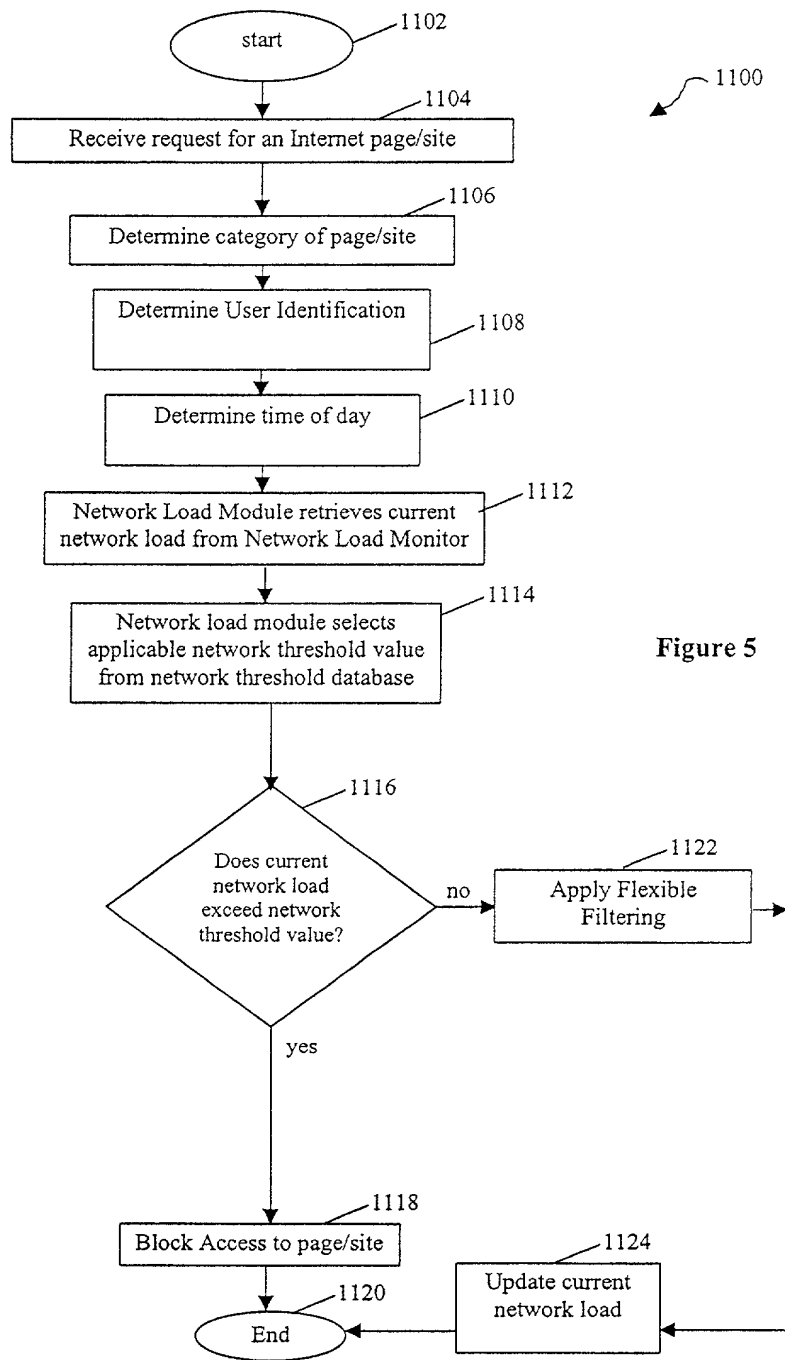 start
1102
1100
1104
Receive request for an Internet page/site
1106
Determine category of page/site
Determine User Identification
1108
Determine time of day
1110
1112
Network Load Module retrieves current
network load from Network Load Monitor
1114
Network load module selects
applicable network threshold value
from network threshold database
Figure 5
1116
Does current
network load
exceed network
threshold value?
no
1122
Apply Flexible
Filtering
yes
1118
Block Access to page/site
1120
End
1124
Update current
network load